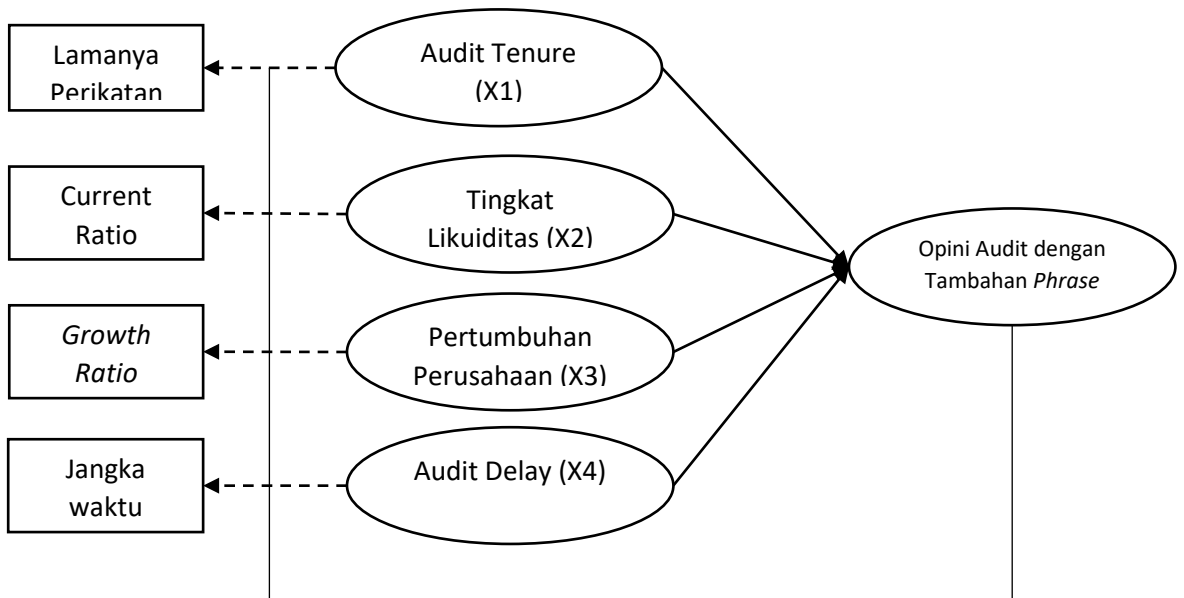 Lamanya
Perikatan
Audit Tenure
(X1)
Current
Ratio
Tingkat
Likuiditas (X2)
Opini Audit dengan
Tambahan Phrase
Growth
Ratio
Pertumbuhan
Perusahaan (X3)
Jangka
waktu
Audit Delay (X4)